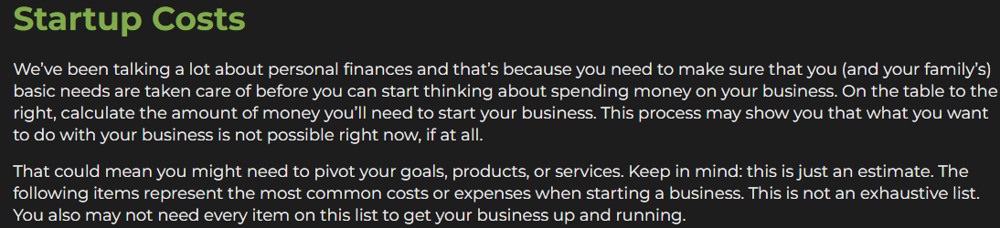 Startup Costs
We’ve been talking a lot about personal finances and that’s because you need to make sure that you (and your family’s)
basic needs are taken care of before you can start thinking about spending money on your business. On the table to the
right, calculate the amount of money you’ll need to start your business. This process may show you that what you want
to do with your business is not possible right now, if at all.
That could mean you might need to pivot your goals, products, or services. Keep in mind: this is just an estimate. The
following items represent the most common costs or expenses when starting a business. This is not an exhaustive list.
You also may not need every item on this list to get your business up and running.